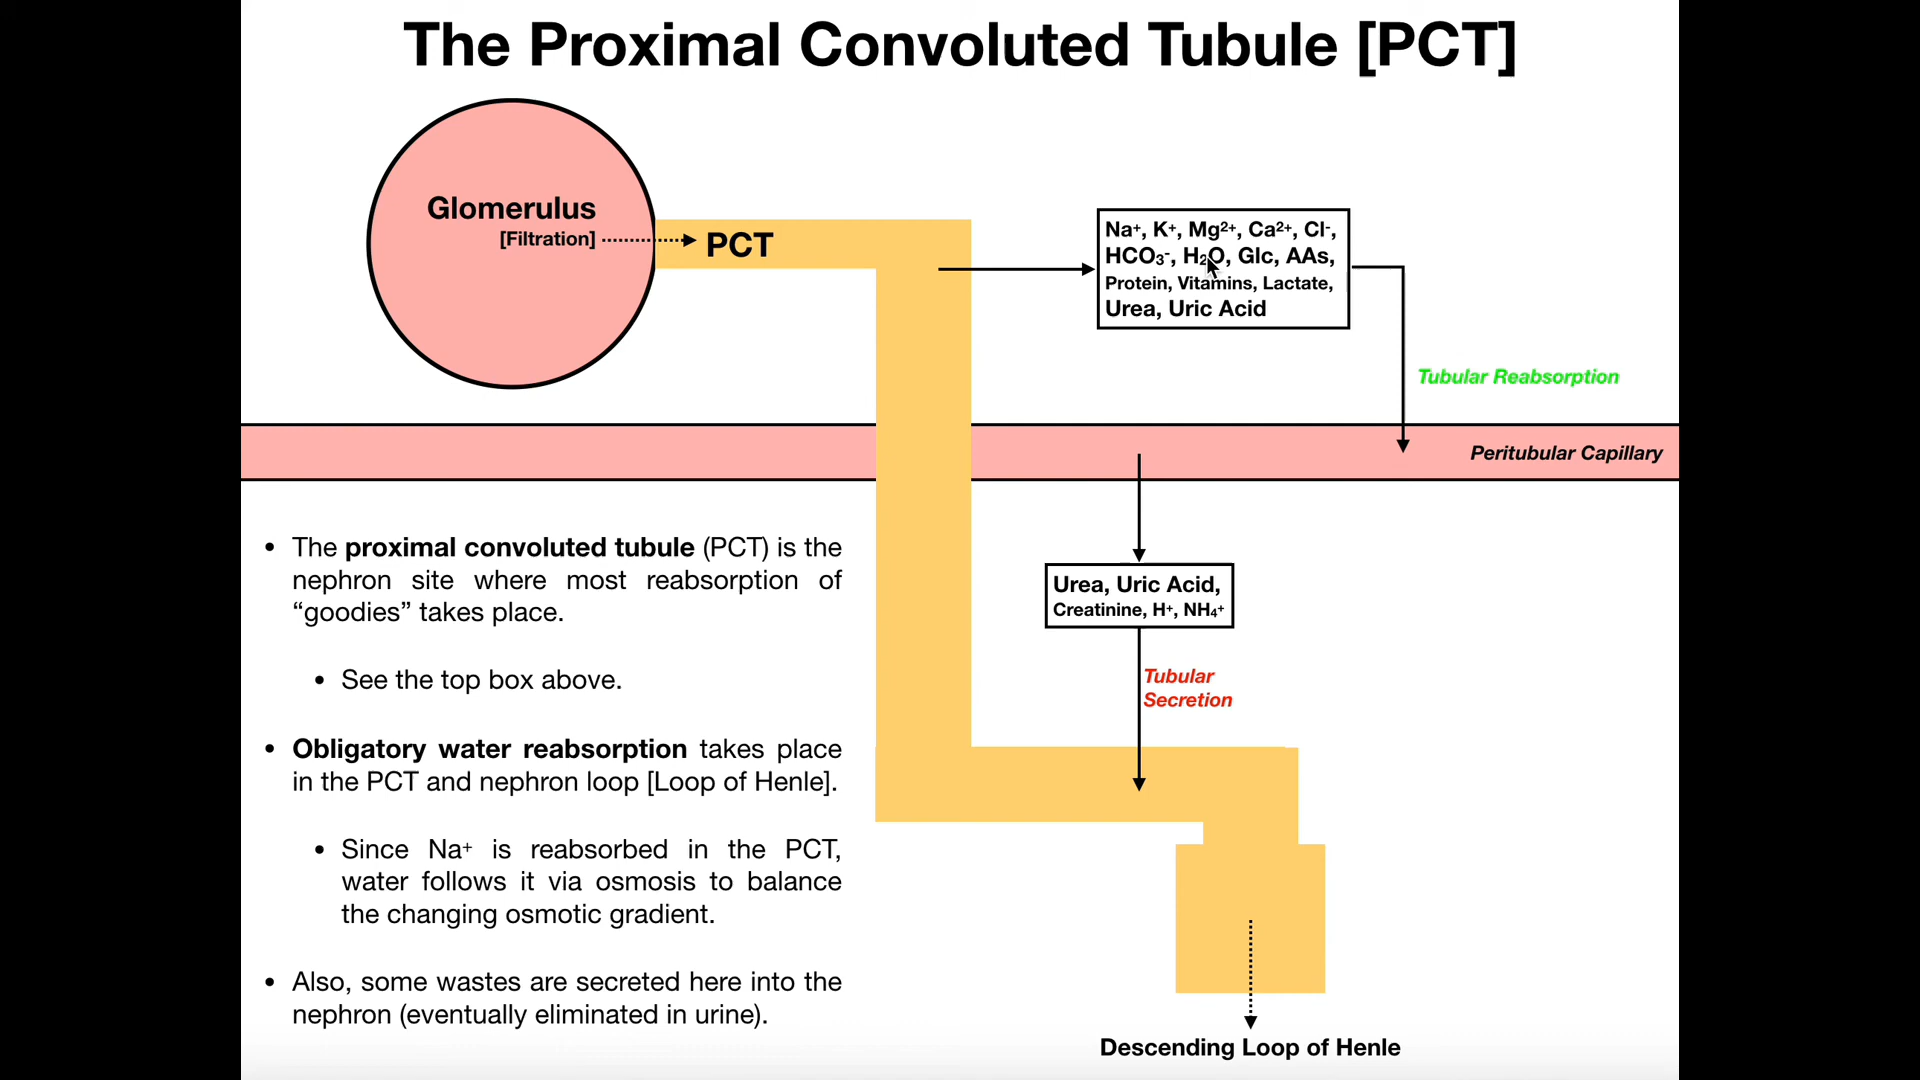 The Proximal Convoluted Tubule [PCT]
Glomerulus
[Filtration]
PCT
Na⁺, K⁺, Mg²⁺, Ca²⁺, Cl⁻,
HCO₃⁻, H₂O, Glc, AAs,
Protein, Vitamins, Lactate,
Urea, Uric Acid
Tubular Reabsorption
Peritubular Capillary
• The proximal convoluted tubule (PCT) is the
nephron site where most reabsorption of
“goodies” takes place.
• See the top box above.
• Obligatory water reabsorption takes place
in the PCT and nephron loop [Loop of Henle].
• Since Na⁺ is reabsorbed in the PCT,
water follows it via osmosis to balance
the changing osmotic gradient.
• Also, some wastes are secreted here into the
nephron (eventually eliminated in urine).
Urea, Uric Acid,
Creatinine, H⁺, NH₄⁺
Tubular
Secretion
Descending Loop of Henle